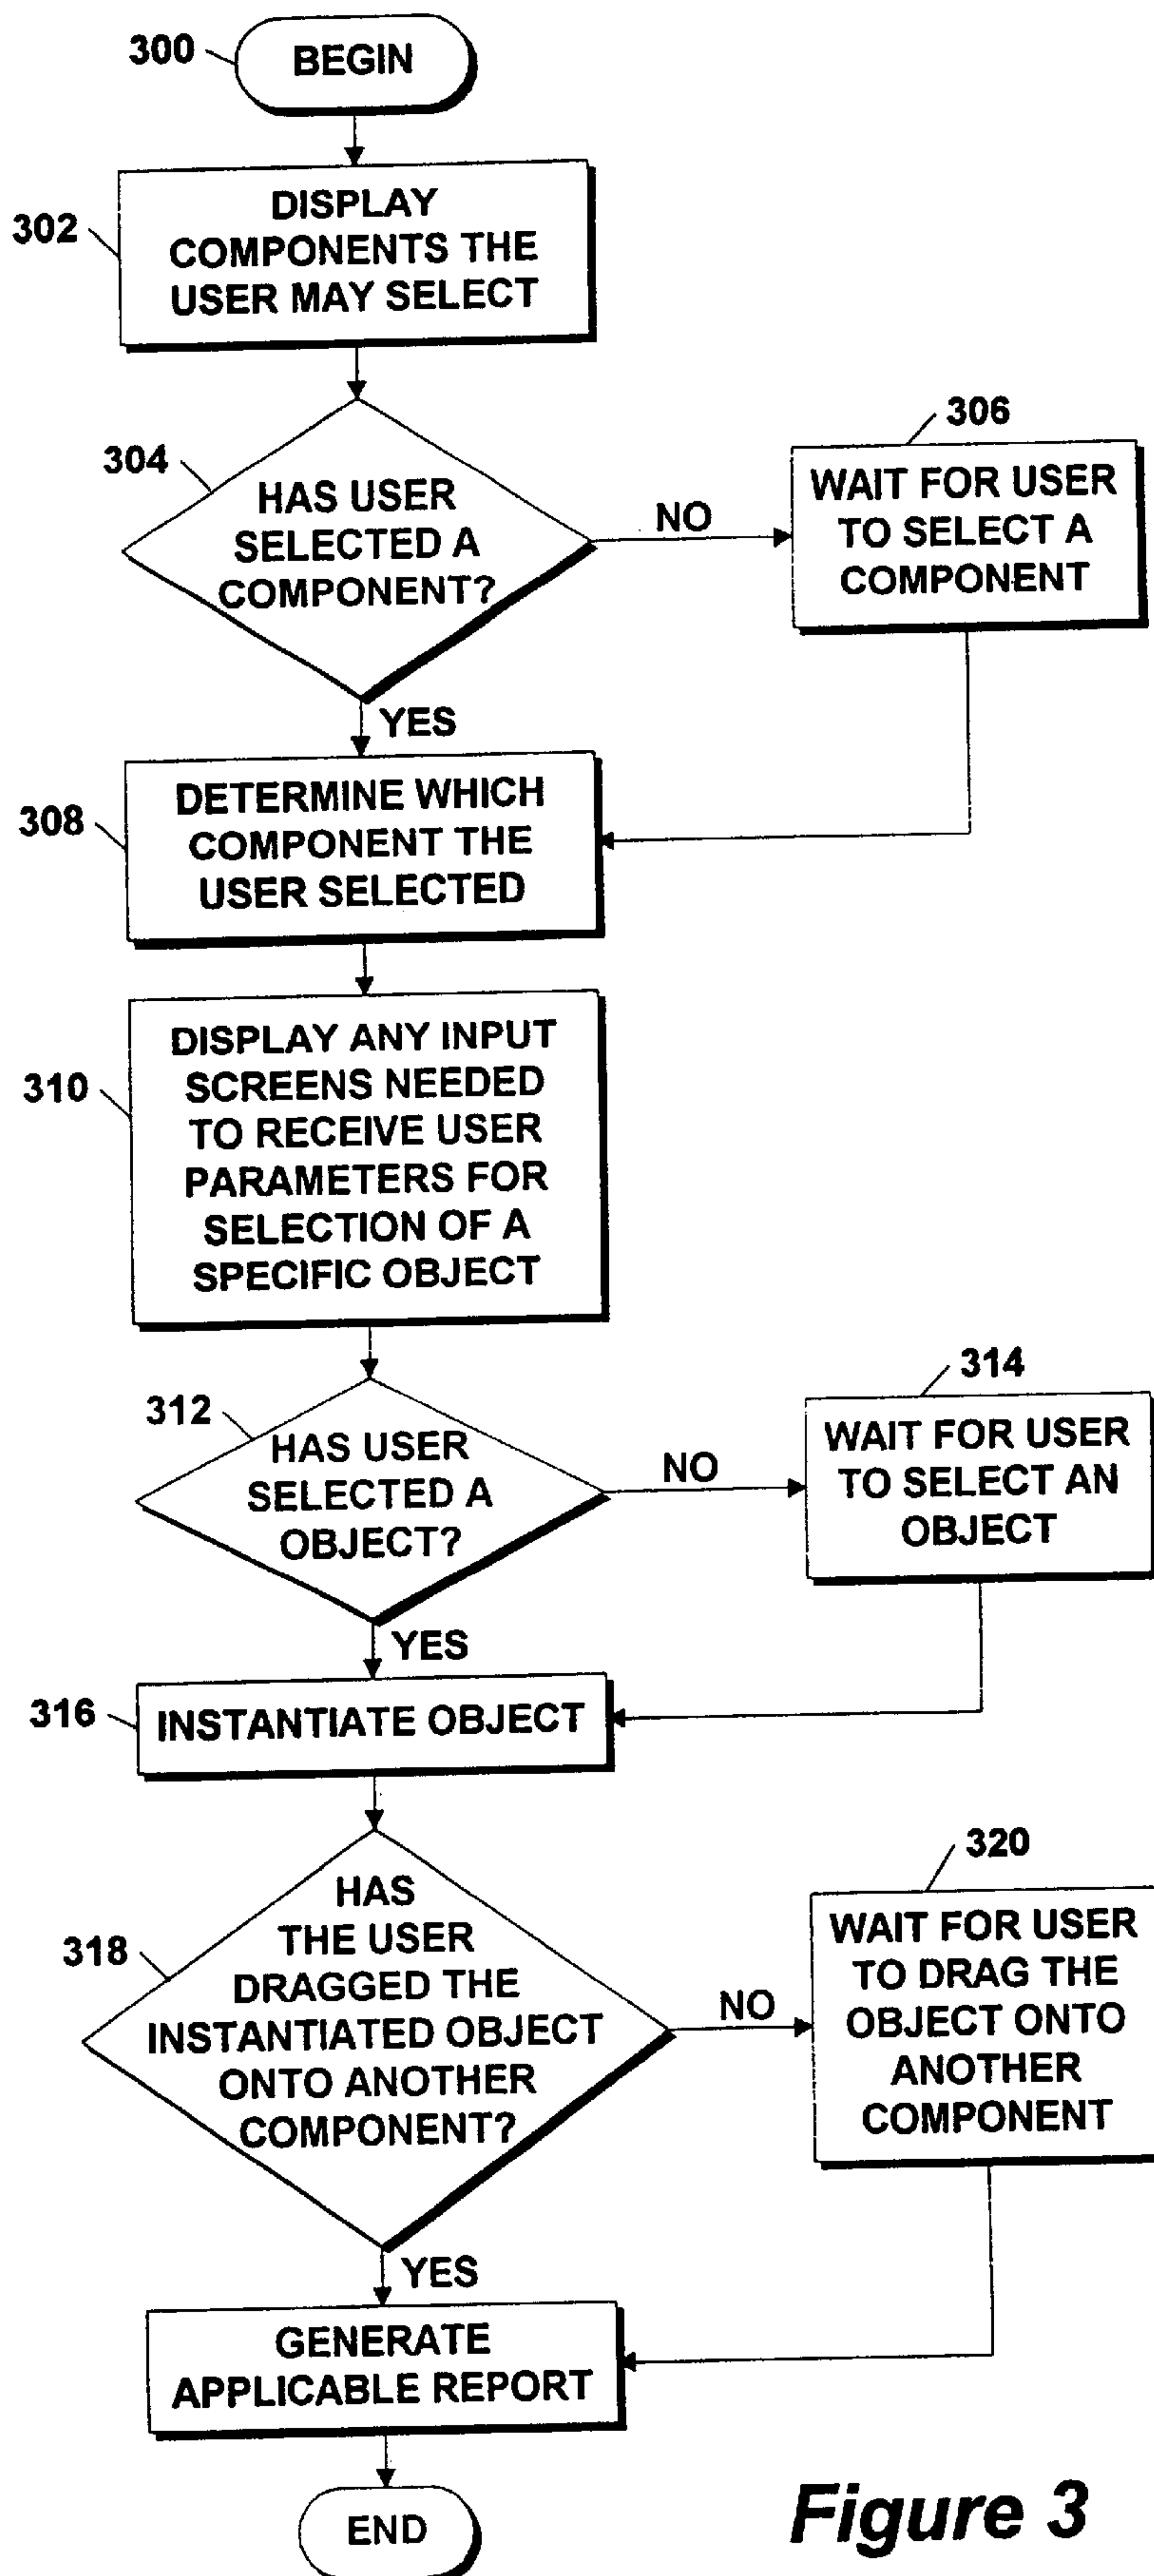 300
BEGIN
302
DISPLAY
COMPONENTS THE
USER MAY SELECT
304
HAS USER
SELECTED A
COMPONENT?
NO
306
WAIT FOR USER
TO SELECT A
COMPONENT
YES
308
DETERMINE WHICH
COMPONENT THE
USER SELECTED
310
DISPLAY ANY INPUT
SCREENS NEEDED
TO RECEIVE USER
PARAMETERS FOR
SELECTION OF A
SPECIFIC OBJECT
312
HAS USER
SELECTED A
OBJECT?
NO
314
WAIT FOR USER
TO SELECT AN
OBJECT
YES
316
INSTANTIATE OBJECT
318
HAS
THE USER
DRAGGED THE
INSTANTIATED OBJECT
ONTO ANOTHER
COMPONENT?
NO
320
WAIT FOR USER
TO DRAG THE
OBJECT ONTO
ANOTHER
COMPONENT
YES
GENERATE
APPLICABLE REPORT
END
Figure 3